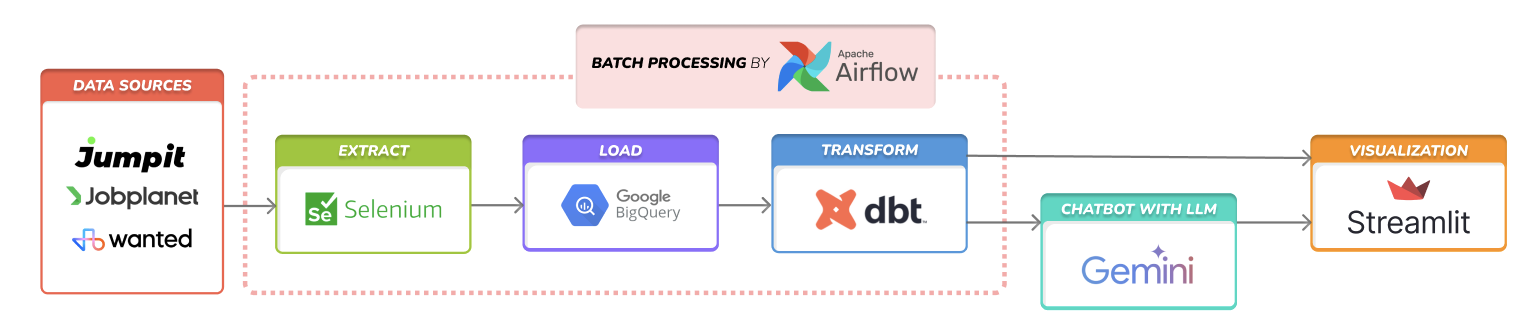 BATCH PROCESSING BY
Apache
Airflow
DATA SOURCES
Jumpit
Jobplanet
wanted
EXTRACT
Se Selenium
LOAD
Google
BigQuery
TRANSFORM
dbt
CHATBOT WITH LLM
Gemini
VISUALIZATION
Streamlit